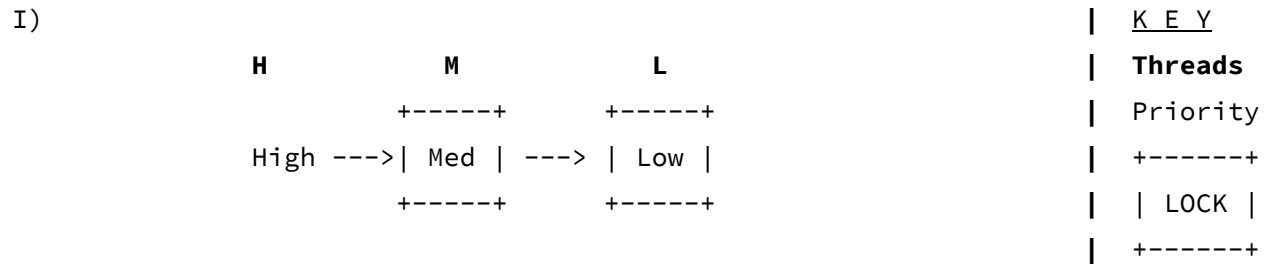 I) | K E Y
H M L | Threads
+-----+ +-----+ | Priority
High --->| Med | ---> | Low | | +------+
+-----+ +-----+ | | LOCK |
| +------+